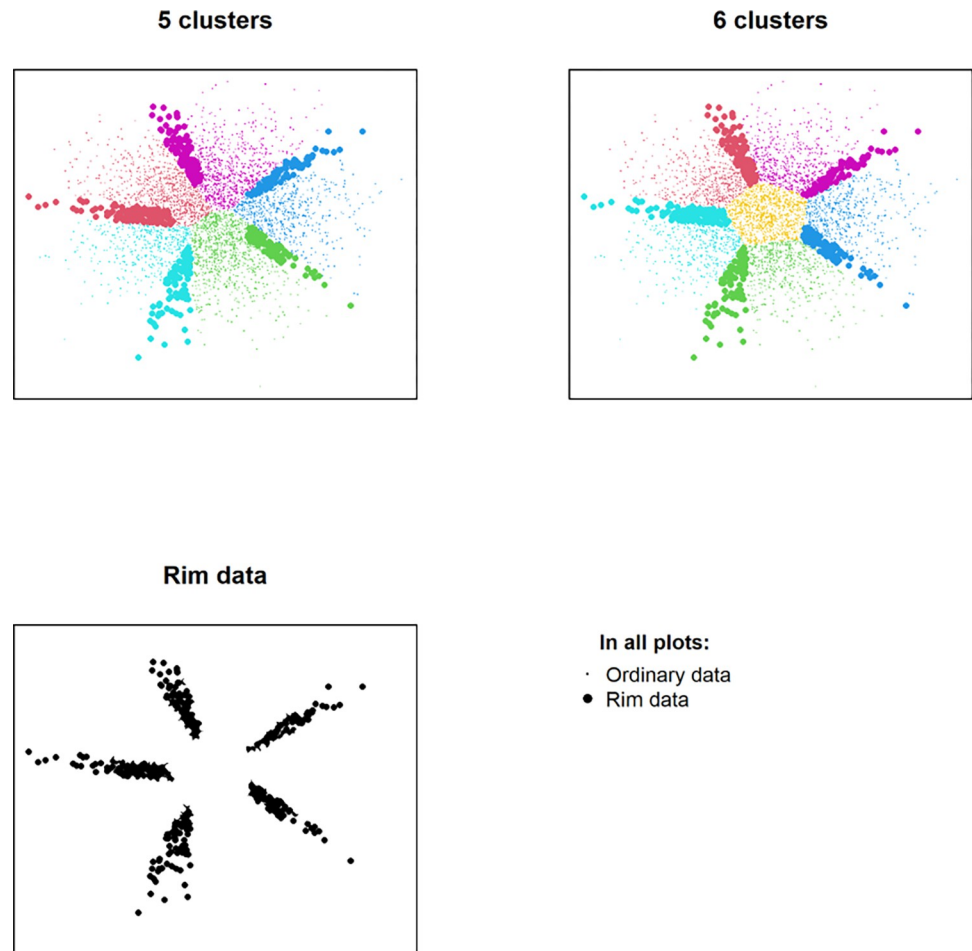 5 clusters
6 clusters
Rim data
In all plots:
Ordinary data
Rim data